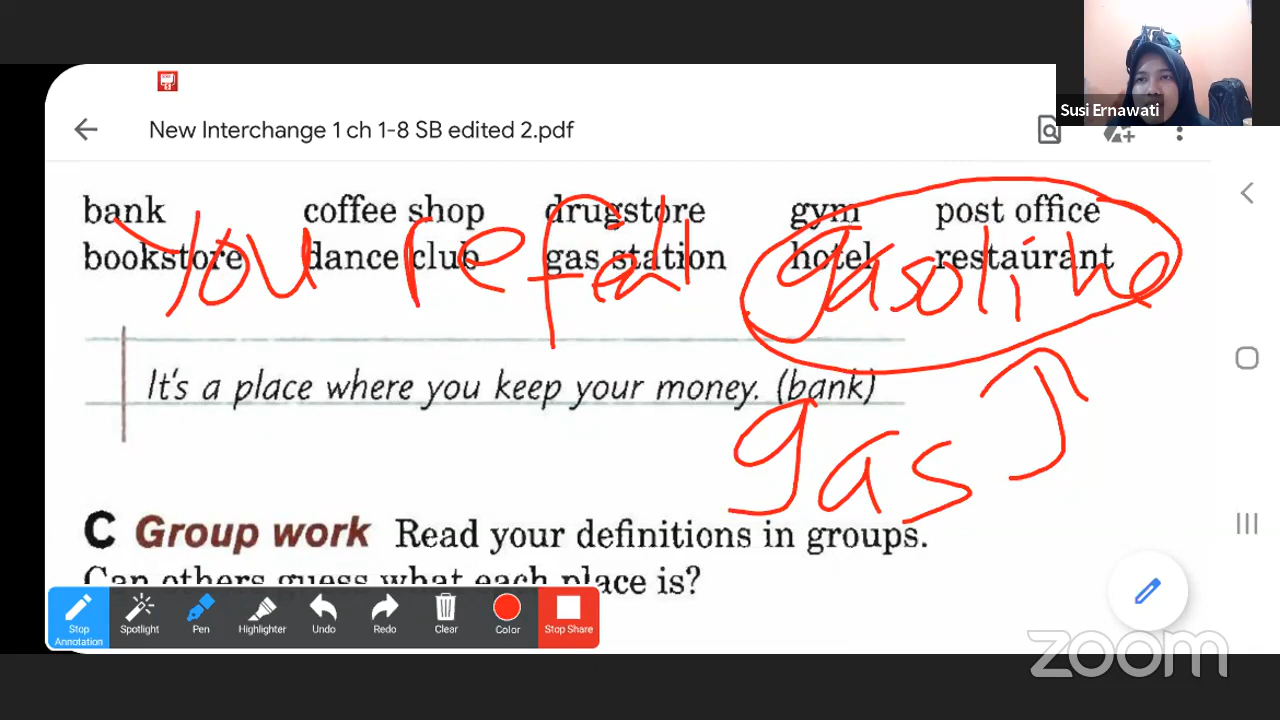 Susi Ernawati
New Interchange 1 ch 1-8 SB edited 2.pdf
bank coffee shop drugstore gym post office
bookstore dance club gas station hotel restaurant
You gasoline
It's a place where you keep your money. (bank)
gas
C Group work Read your definitions in groups.
Can others guess what each place is?
Stop Annotation Spotlight Pen Highlighter Undo Redo Clear Color Stop Share
zoom